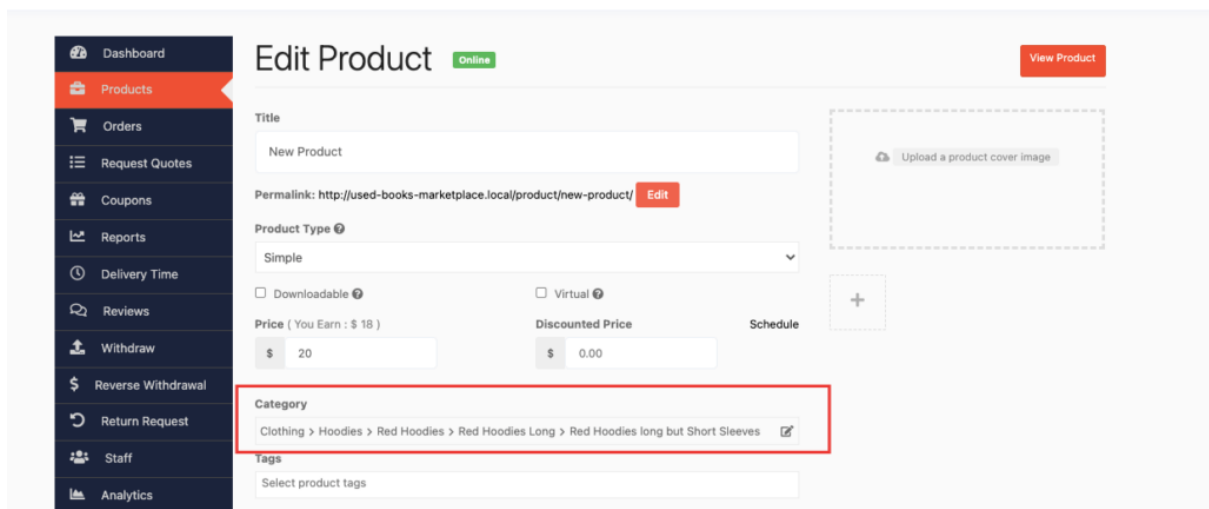 Dashboard
Products
Orders
Request Quotes
Coupons
Reports
Delivery Time
Reviews
Withdraw
Reverse Withdrawal
Return Request
Staff
Analytics
Edit Product Online
View Product
Title
New Product
Permalink: http://used-books-marketplace.local/product/new-product/ Edit
Product Type
Simple
Downloadable Virtual
Price ( You Earn : $ 18 ) Discounted Price Schedule
$ 20 $ 0.00
Category
Clothing > Hoodies > Red Hoodies > Red Hoodies Long > Red Hoodies long but Short Sleeves
Tags
Select product tags
Upload a product cover image
+